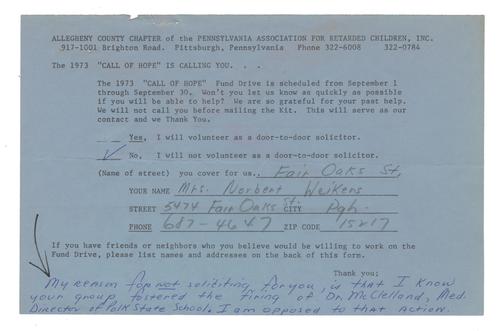 ALLEGHENY COUNTY CHAPTER of the PENNSYLVANIA ASSOCIATION FOR RETARDED CHILDREN, INC.
917-1001 Brighton Road. Pittsburgh, Pennsylvania Phone 322-6008 322-0784
The 1973 "CALL OF HOPE" IS CALLING YOU. . .
The 1973 "CALL OF HOPE" Fund Drive is scheduled from September 1
through September 30. Won't you let us know as quickly as possible
if you will be able to help? We are so grateful for your past help.
We will not call you before mailing the Kit. This will serve as our
contact and we Thank You.
Yes, I will volunteer as a door-to-door solicitor.
✓ No, I will not volunteer as a door-to-door solicitor.
(Name of street) you cover for us.. Fair Oaks St,
YOUR NAME Mrs. Norbert Weikers
STREET 5474 Fair Oaks St. CITY Pgh.
PHONE 687-4647 ZIP CODE 15217
If you have friends or neighbors who you believe would be willing to work on the
Fund Drive, please list names and addresses on the back of this form.
Thank you;
My reason for not soliciting for you, is that I know
your group fostered the firing of Dr. McClelland, Med.
Director of Polk State School. I am opposed to that action.